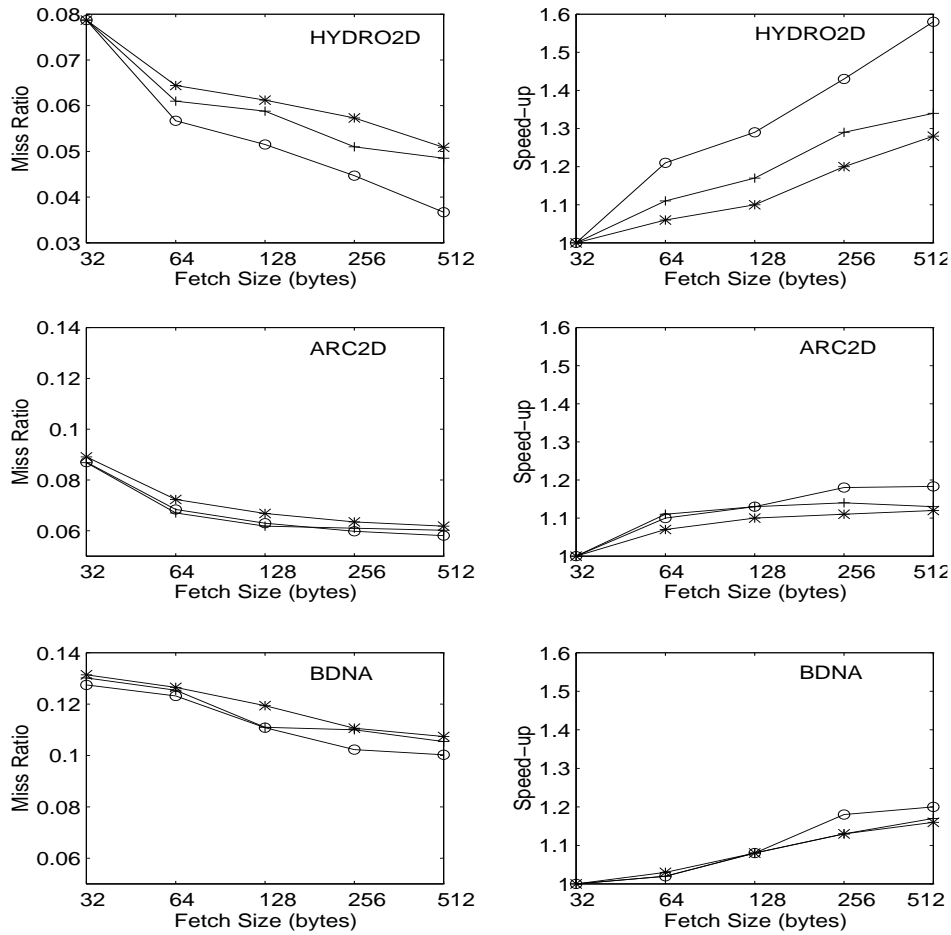 HYDRO2D
0.08
0.07
0.06
0.05
0.04
0.03
Miss Ratio
32 64 128 256 512
Fetch Size (bytes)
HYDRO2D
1.6
1.5
1.4
1.3
1.2
1.1
1
Speed-up
32 64 128 256 512
Fetch Size (bytes)
ARC2D
0.14
0.12
0.1
0.08
0.06
Miss Ratio
32 64 128 256 512
Fetch Size (bytes)
ARC2D
1.6
1.5
1.4
1.3
1.2
1.1
1
Speed-up
32 64 128 256 512
Fetch Size (bytes)
BDNA
0.14
0.12
0.1
0.08
0.06
Miss Ratio
32 64 128 256 512
Fetch Size (bytes)
BDNA
1.6
1.5
1.4
1.3
1.2
1.1
1
Speed-up
32 64 128 256 512
Fetch Size (bytes)